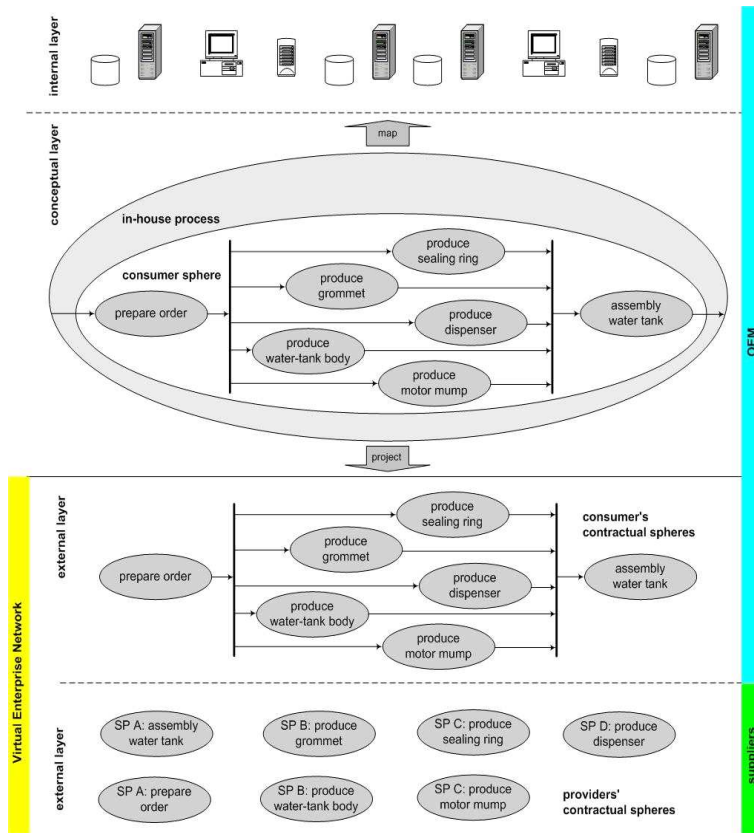 internal layer
map
conceptual layer
in-house process
produce
sealing ring
consumer sphere
produce
grommet
prepare order
produce
dispenser
assembly
water tank
produce
water-tank body
produce
motor mump
OEM
project
external layer
produce
sealing ring
consumer's
contractual spheres
produce
grommet
prepare order
produce
dispenser
assembly
water tank
produce
water-tank body
produce
motor mump
Virtual Enterprise Network
external layer
SP A: assembly
water tank
SP B: produce
grommet
SP C: produce
sealing ring
SP D: produce
dispenser
SP A: prepare
order
SP B: produce
water-tank body
SP C: produce
motor mump
providers'
contractual spheres
suppliers